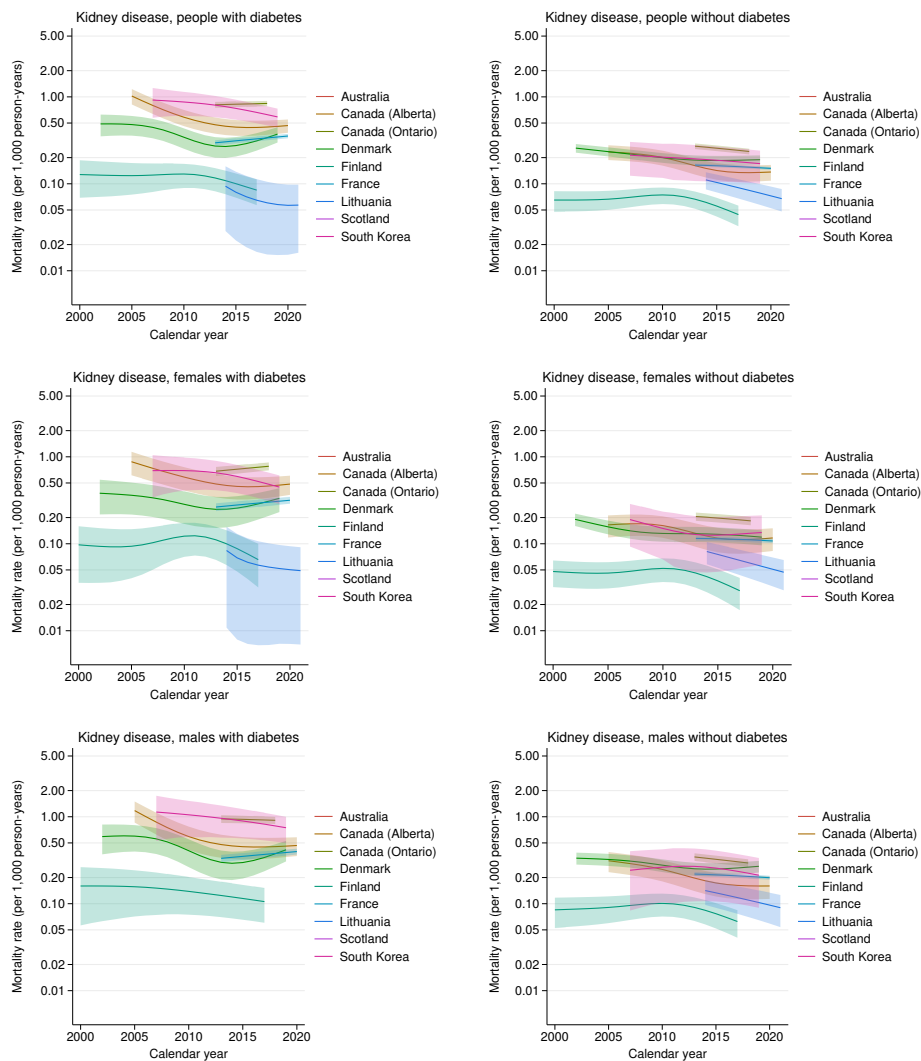 Kidney disease, people with diabetes
Mortality rate (per 1,000 person-years)
5.00
2.00
1.00
0.50
0.20
0.10
0.05
0.02
0.01
2000 2005 2010 2015 2020
Calendar year
Australia
Canada (Alberta)
Canada (Ontario)
Denmark
Finland
France
Lithuania
Scotland
South Korea
Kidney disease, people without diabetes
Mortality rate (per 1,000 person-years)
5.00
2.00
1.00
0.50
0.20
0.10
0.05
0.02
0.01
2000 2005 2010 2015 2020
Calendar year
Australia
Canada (Alberta)
Canada (Ontario)
Denmark
Finland
France
Lithuania
Scotland
South Korea
Kidney disease, females with diabetes
Mortality rate (per 1,000 person-years)
5.00
2.00
1.00
0.50
0.20
0.10
0.05
0.02
0.01
2000 2005 2010 2015 2020
Calendar year
Australia
Canada (Alberta)
Canada (Ontario)
Denmark
Finland
France
Lithuania
Scotland
South Korea
Kidney disease, females without diabetes
Mortality rate (per 1,000 person-years)
5.00
2.00
1.00
0.50
0.20
0.10
0.05
0.02
0.01
2000 2005 2010 2015 2020
Calendar year
Australia
Canada (Alberta)
Canada (Ontario)
Denmark
Finland
France
Lithuania
Scotland
South Korea
Kidney disease, males with diabetes
Mortality rate (per 1,000 person-years)
5.00
2.00
1.00
0.50
0.20
0.10
0.05
0.02
0.01
2000 2005 2010 2015 2020
Calendar year
Australia
Canada (Alberta)
Canada (Ontario)
Denmark
Finland
France
Lithuania
Scotland
South Korea
Kidney disease, males without diabetes
Mortality rate (per 1,000 person-years)
5.00
2.00
1.00
0.50
0.20
0.10
0.05
0.02
0.01
2000 2005 2010 2015 2020
Calendar year
Australia
Canada (Alberta)
Canada (Ontario)
Denmark
Finland
France
Lithuania
Scotland
South Korea